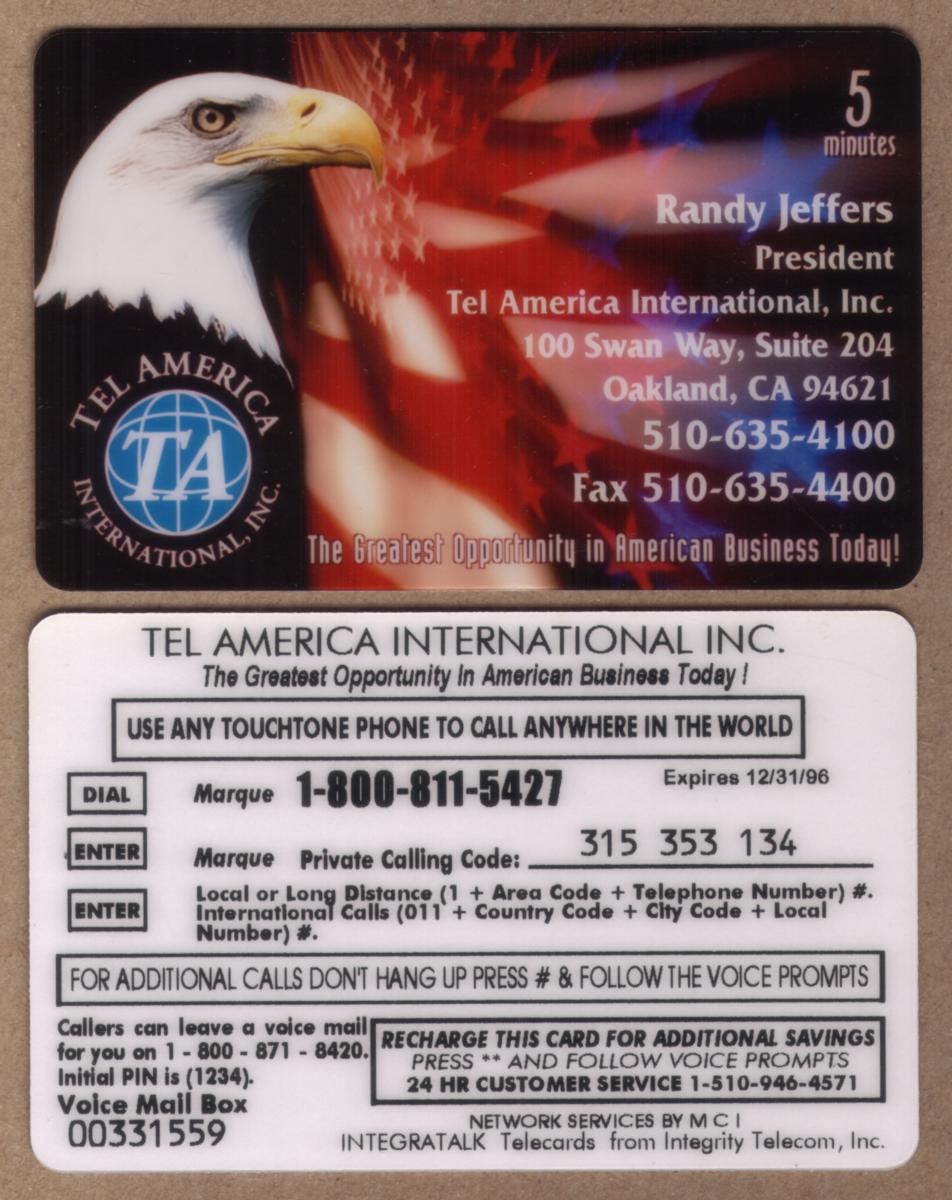 5
minutes
Randy Jeffers
President
Tel America International, Inc.
100 Swan Way, Suite 204
Oakland, CA 94621
510-635-4100
Fax 510-635-4400
The Greatest Opportunity in American Business Today!
TEL AMERICA
TA
INTERNATIONAL, INC.
TEL AMERICA INTERNATIONAL INC.
The Greatest Opportunity In American Business Today !
USE ANY TOUCHTONE PHONE TO CALL ANYWHERE IN THE WORLD
DIAL Marque 1-800-811-5427 Expires 12/31/96
ENTER Marque Private Calling Code: 315 353 134
ENTER Local or Long Distance (1 + Area Code + Telephone Number) #.
International Calls (011 + Country Code + City Code + Local
Number) #.
FOR ADDITIONAL CALLS DON'T HANG UP PRESS # & FOLLOW THE VOICE PROMPTS
Callers can leave a voice mail
for you on 1 - 800 - 871 - 8420.
Initial PIN is (1234).
Voice Mail Box
00331559
RECHARGE THIS CARD FOR ADDITIONAL SAVINGS
PRESS ** AND FOLLOW VOICE PROMPTS
24 HR CUSTOMER SERVICE 1-510-946-4571
NETWORK SERVICES BY M C I
INTEGRATALK Telecards from Integrity Telecom, Inc.